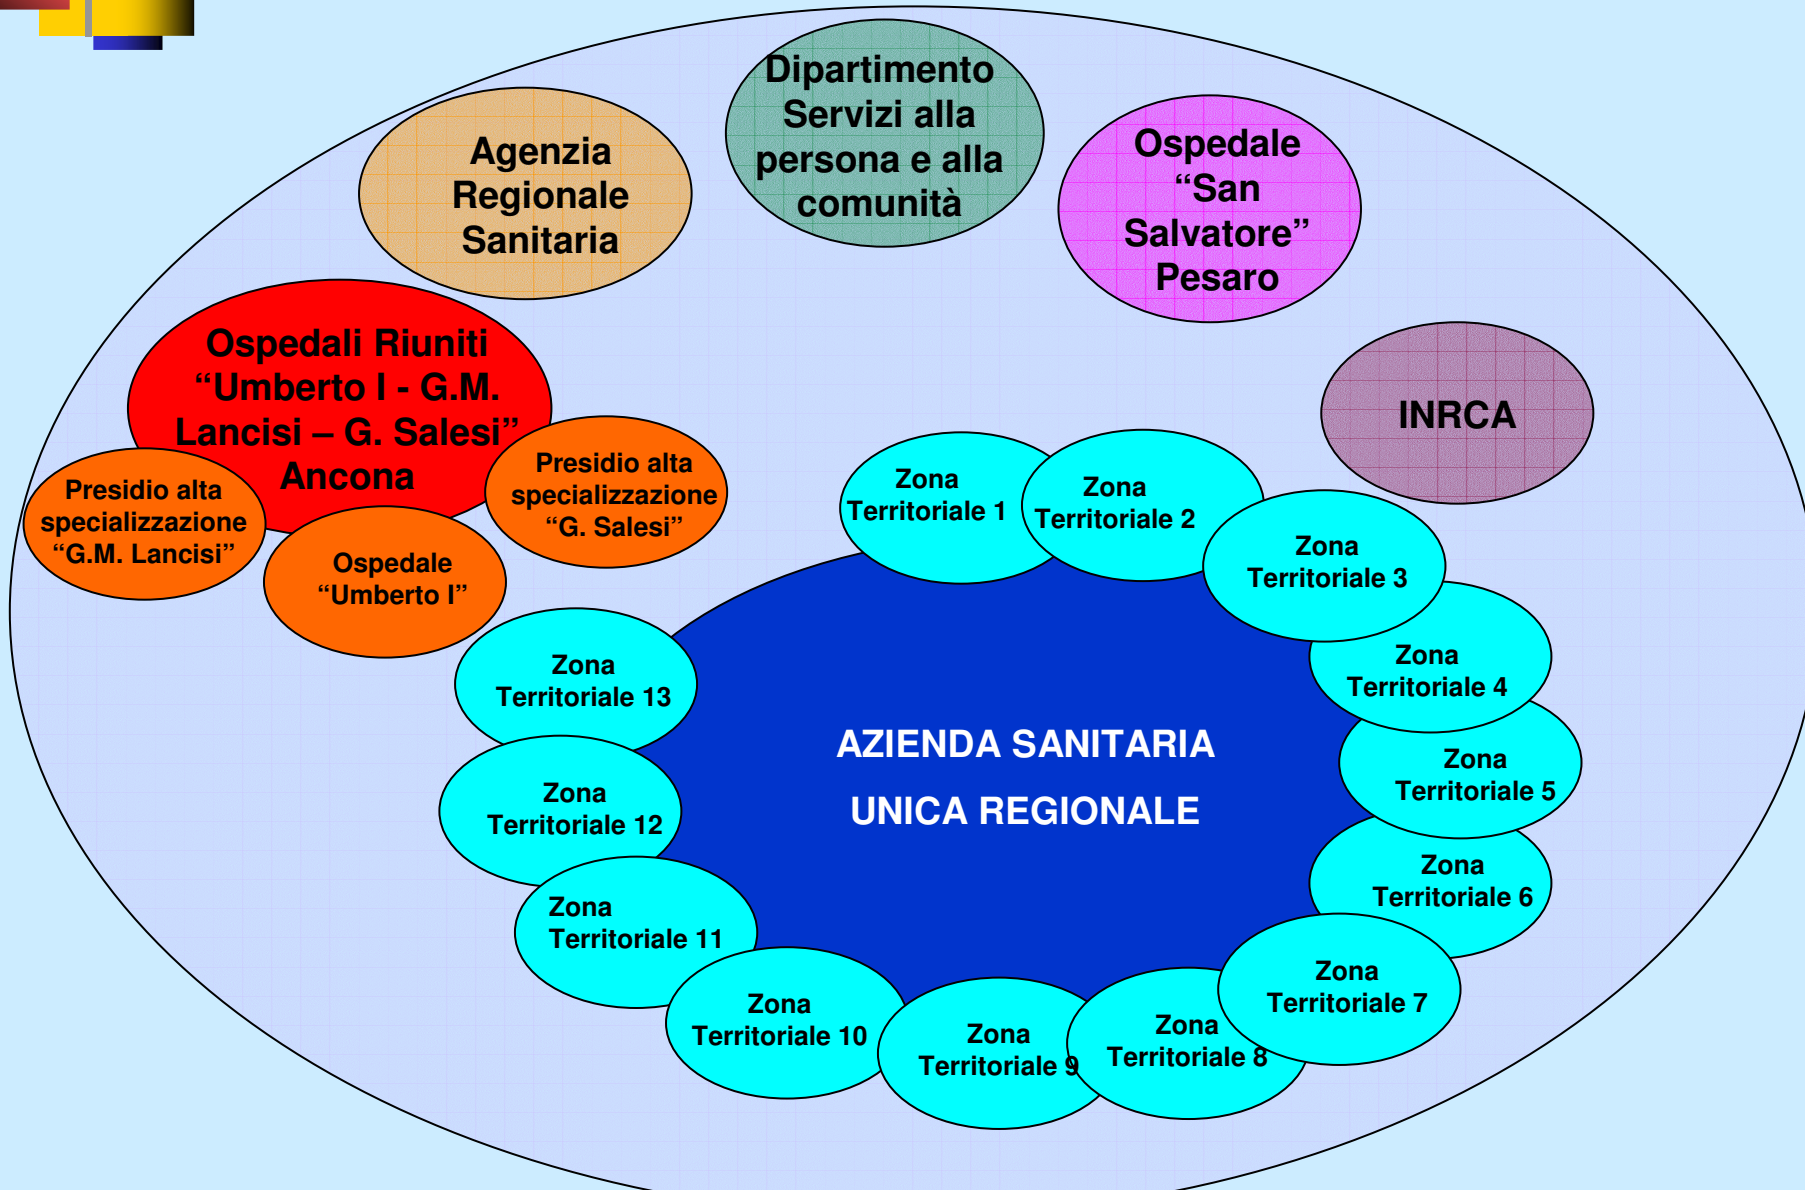 Dipartimento
Servizi alla
persona e alla
comunità
Agenzia
Regionale
Sanitaria
Ospedale
“San
Salvatore”
Pesaro
Ospedali Riuniti
“Umberto I - G.M.
Lancisi – G. Salesi”
Ancona
INRCA
Presidio alta
specializzazione
“G.M. Lancisi”
Ospedale
“Umberto I”
Presidio alta
specializzazione
“G. Salesi”
Zona
Territoriale 1
Zona
Territoriale 2
Zona
Territoriale 3
Zona
Territoriale 4
Zona
Territoriale 5
Zona
Territoriale 6
Zona
Territoriale 7
Zona
Territoriale 8
Zona
Territoriale 9
Zona
Territoriale 10
Zona
Territoriale 11
Zona
Territoriale 12
Zona
Territoriale 13
AZIENDA SANITARIA
UNICA REGIONALE